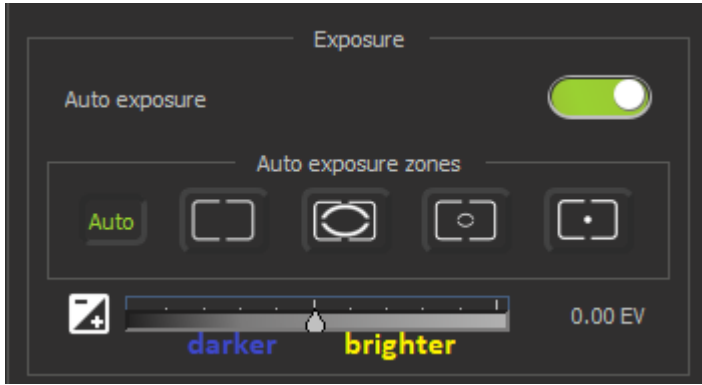 Exposure
Auto exposure
Auto exposure zones
Auto
0.00 EV
darker brighter